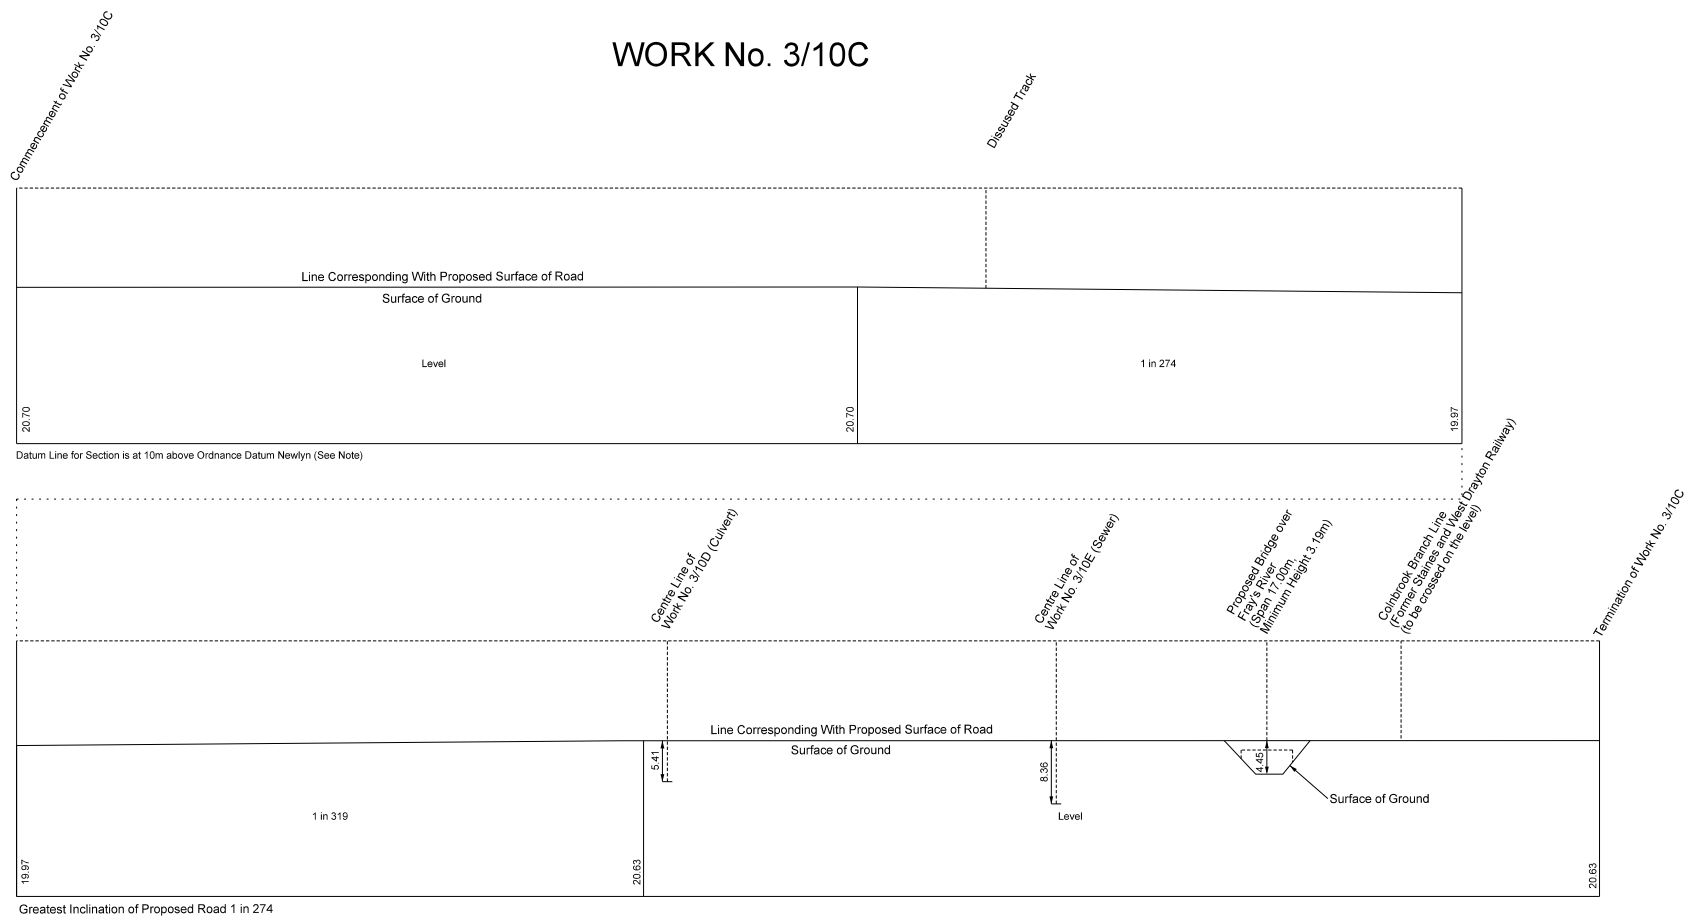 WORK No. 3/10C
Commencement of Work No. 3/10C
Dissused Track
Line Corresponding With Proposed Surface of Road
Surface of Ground
Level
1 in 274
20.70
20.70
19.97
Datum Line for Section is at 10m above Ordnance Datum Newlyn (See Note)
Centre Line of
Work No. 3/10D (Culvert)
Centre Line of
Work No. 3/10E (Sewer)
Proposed Bridge over
Fray's River
(Span 17.00m,
Minimum Height 3.19m)
Colnbrook Branch Line
(Former Staines and West Drayton Railway)
(to be crossed on the level)
Termination of Work No. 3/10C
Line Corresponding With Proposed Surface of Road
Surface of Ground
5.41
8.36
4.45
Surface of Ground
1 in 319
Level
19.97
20.63
20.63
Greatest Inclination of Proposed Road 1 in 274